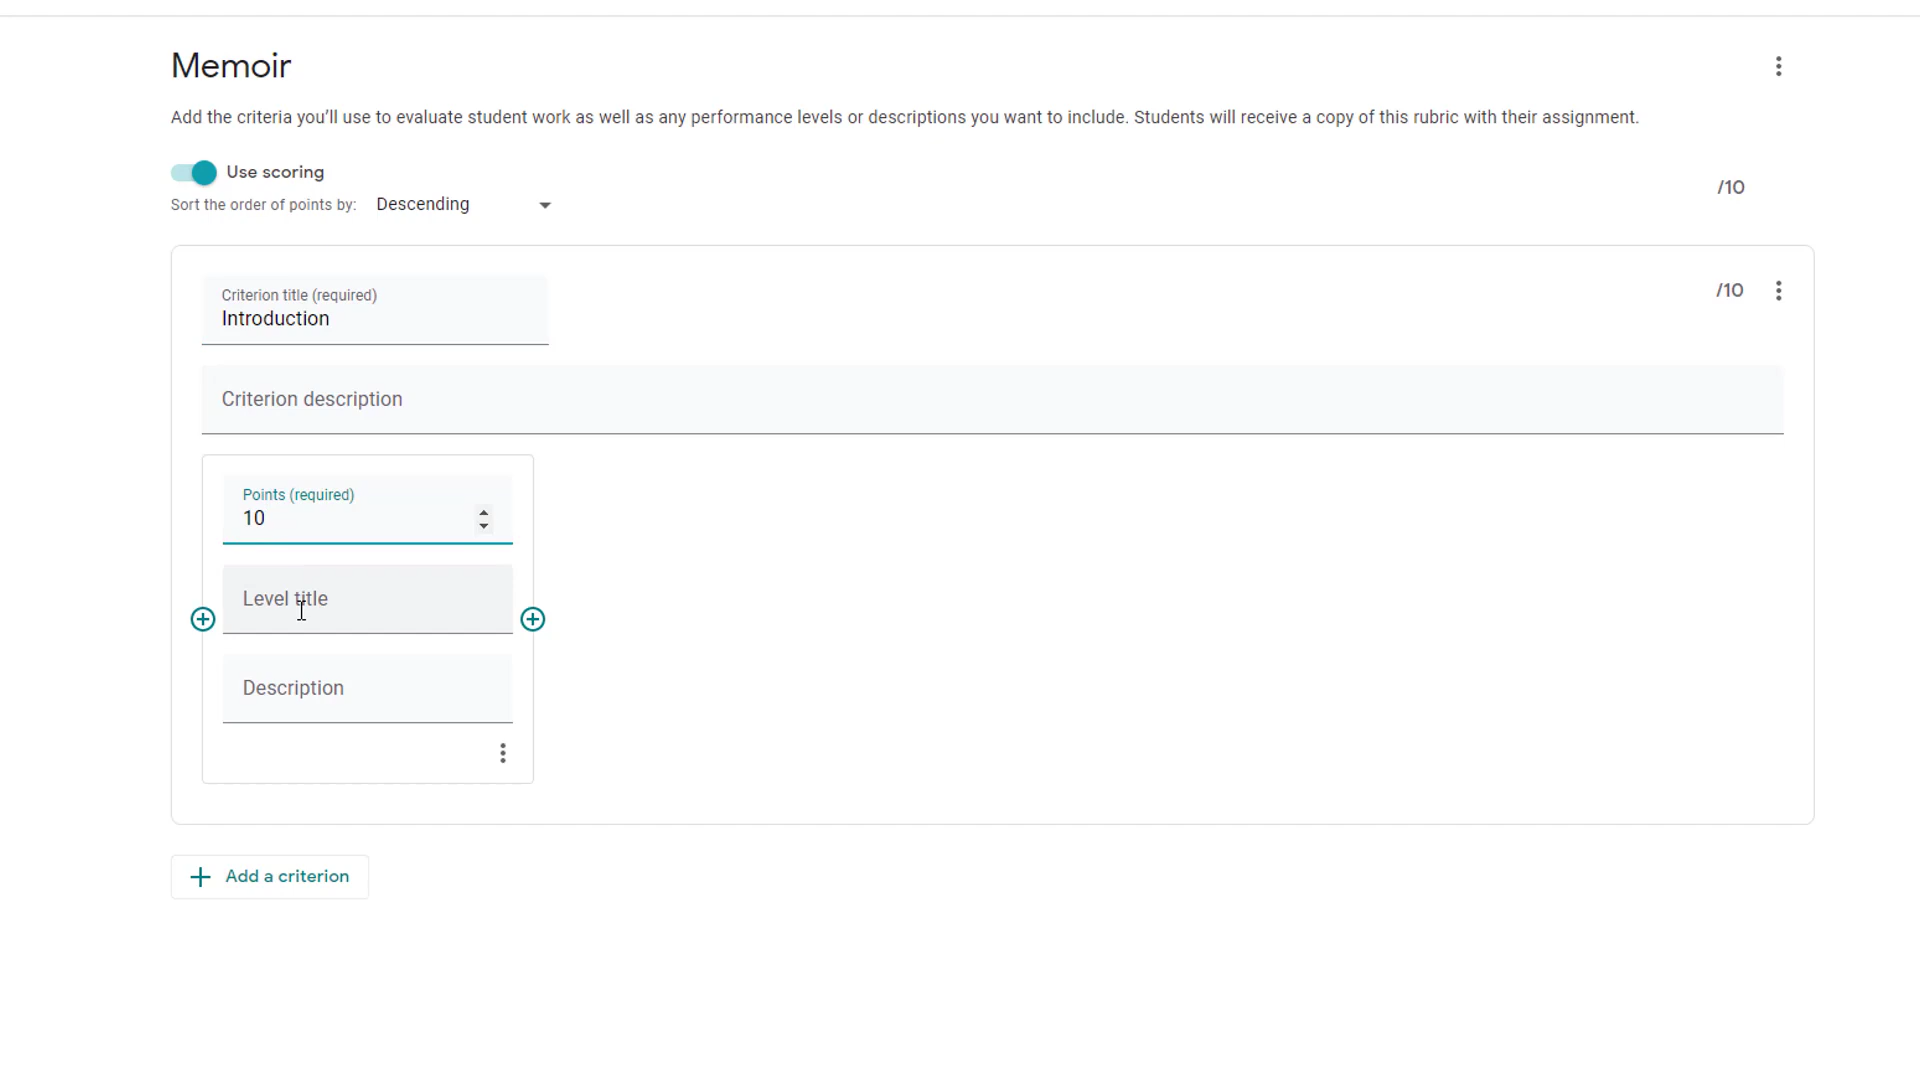 Memoir
Add the criteria you’ll use to evaluate student work as well as any performance levels or descriptions you want to include. Students will receive a copy of this rubric with their assignment.
Use scoring
/10
Sort the order of points by: Descending
/10
Criterion title (required)
Introduction
Criterion description
Points (required)
10
Level title
Description
Add a criterion